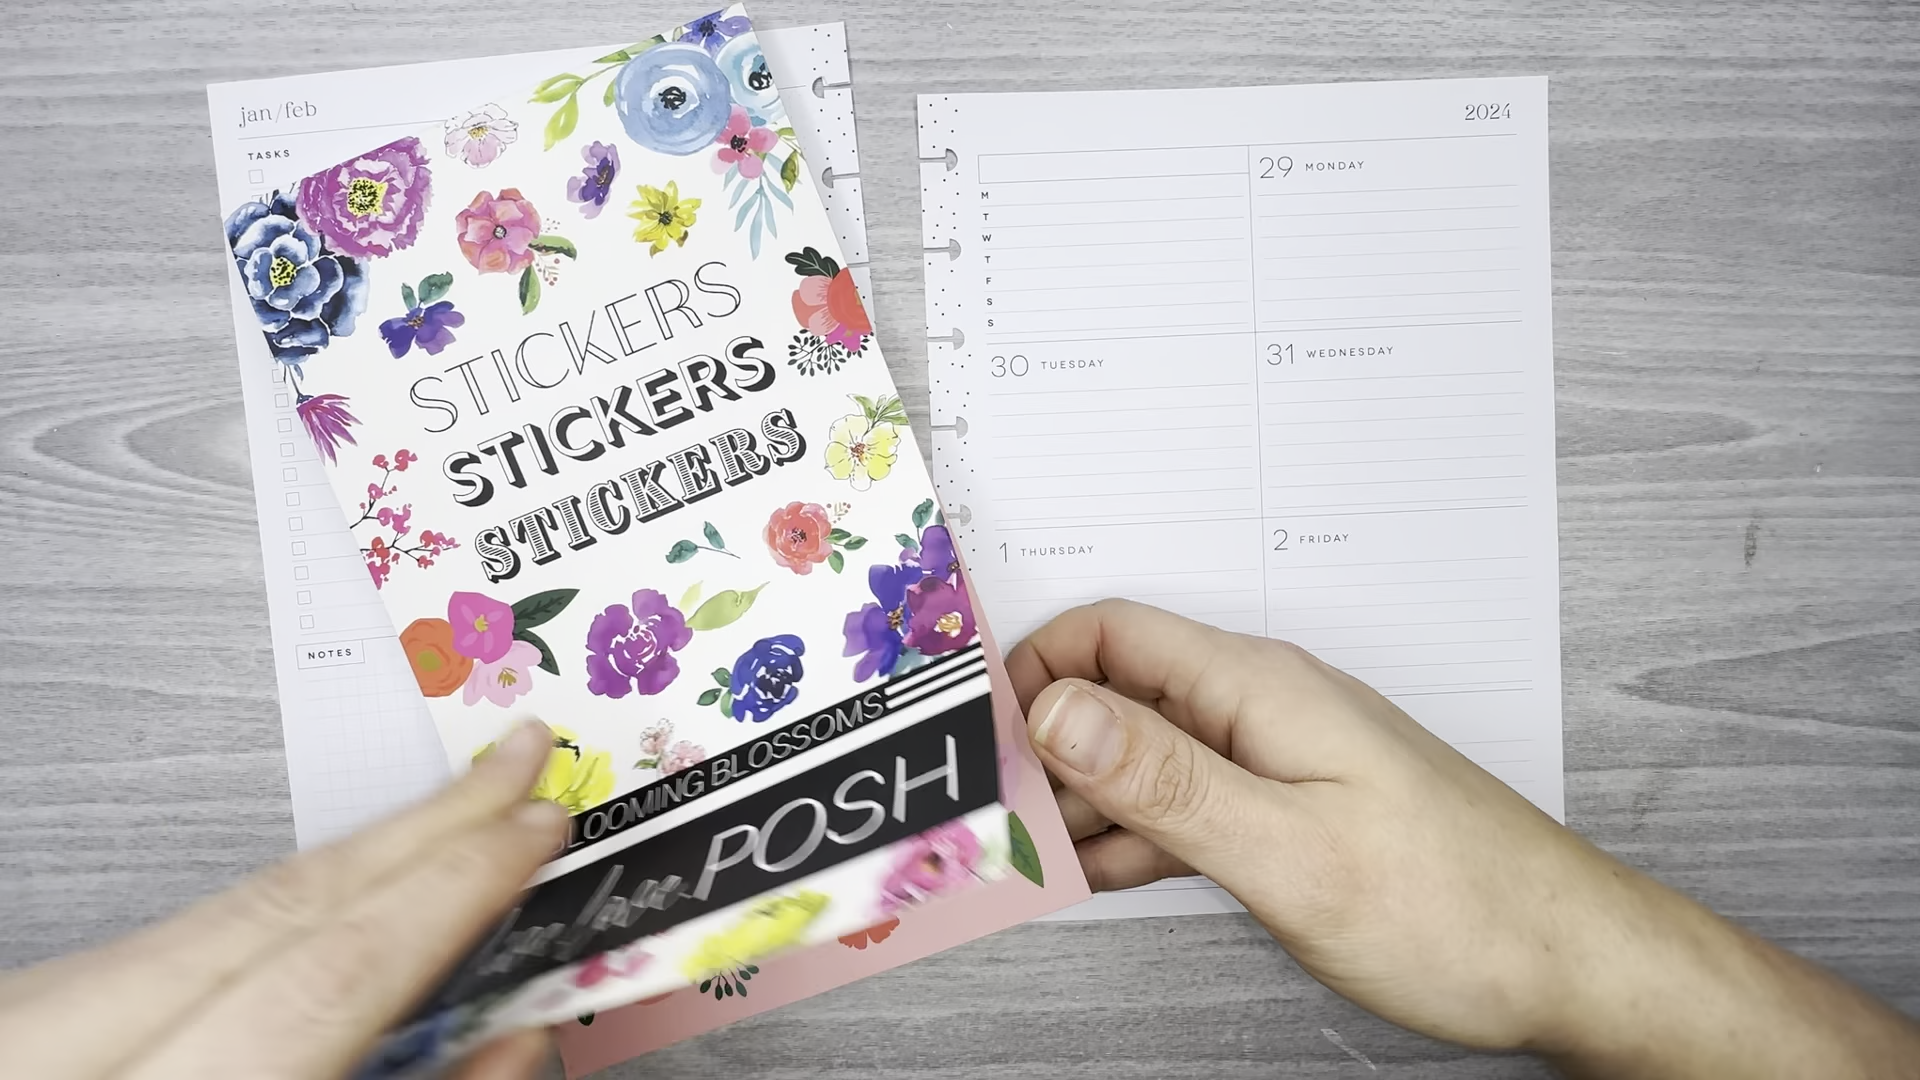 jan/feb
TASKS
NOTES
STICKERS
STICKERS
STICKERS
LOOMING BLOSSOMS
POSH
2024
M
T
W
T
F
S
S
29 MONDAY
30 TUESDAY
31 WEDNESDAY
1 THURSDAY
2 FRIDAY